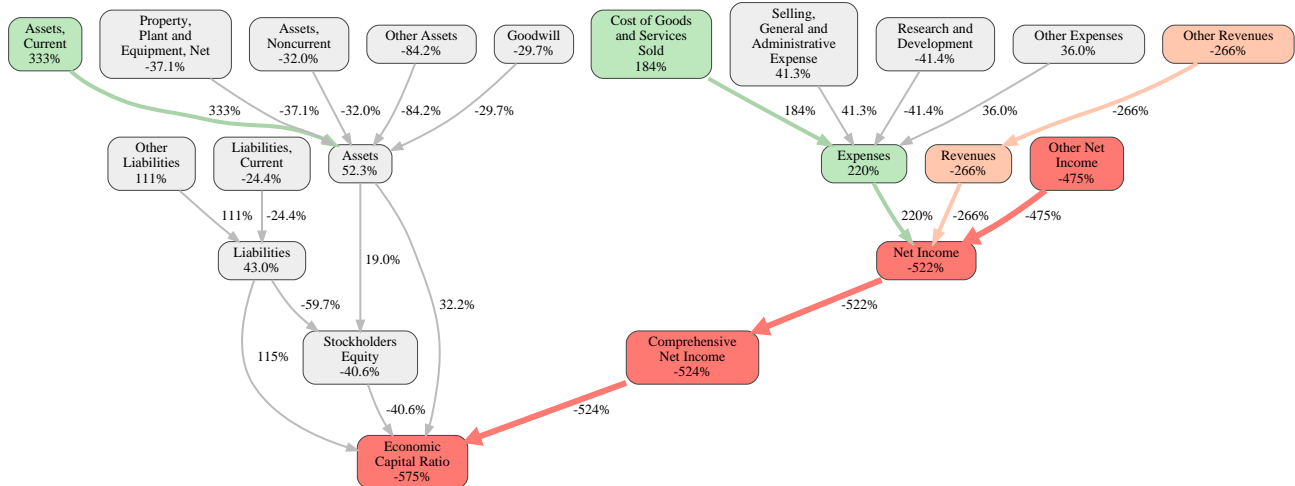 Assets,
Current
333%
Property,
Plant and
Equipment, Net
-37.1%
Assets,
Noncurrent
-32.0%
Other Assets
-84.2%
Goodwill
-29.7%
Cost of Goods
and Services
Sold
184%
Selling,
General and
Administrative
Expense
41.3%
Research and
Development
-41.4%
Other Expenses
36.0%
Other Revenues
-266%
333%
-37.1%
-32.0%
-84.2%
-29.7%
184%
41.3%
-41.4%
36.0%
-266%
Other
Liabilities
111%
Liabilities,
Current
-24.4%
Assets
52.3%
Expenses
220%
Revenues
-266%
Other Net
Income
-475%
111%
-24.4%
19.0%
32.2%
220%
-266%
-475%
Liabilities
43.0%
Net Income
-522%
-59.7%
-522%
115%
Stockholders
Equity
-40.6%
Comprehensive
Net Income
-524%
-40.6%
-524%
Economic
Capital Ratio
-575%